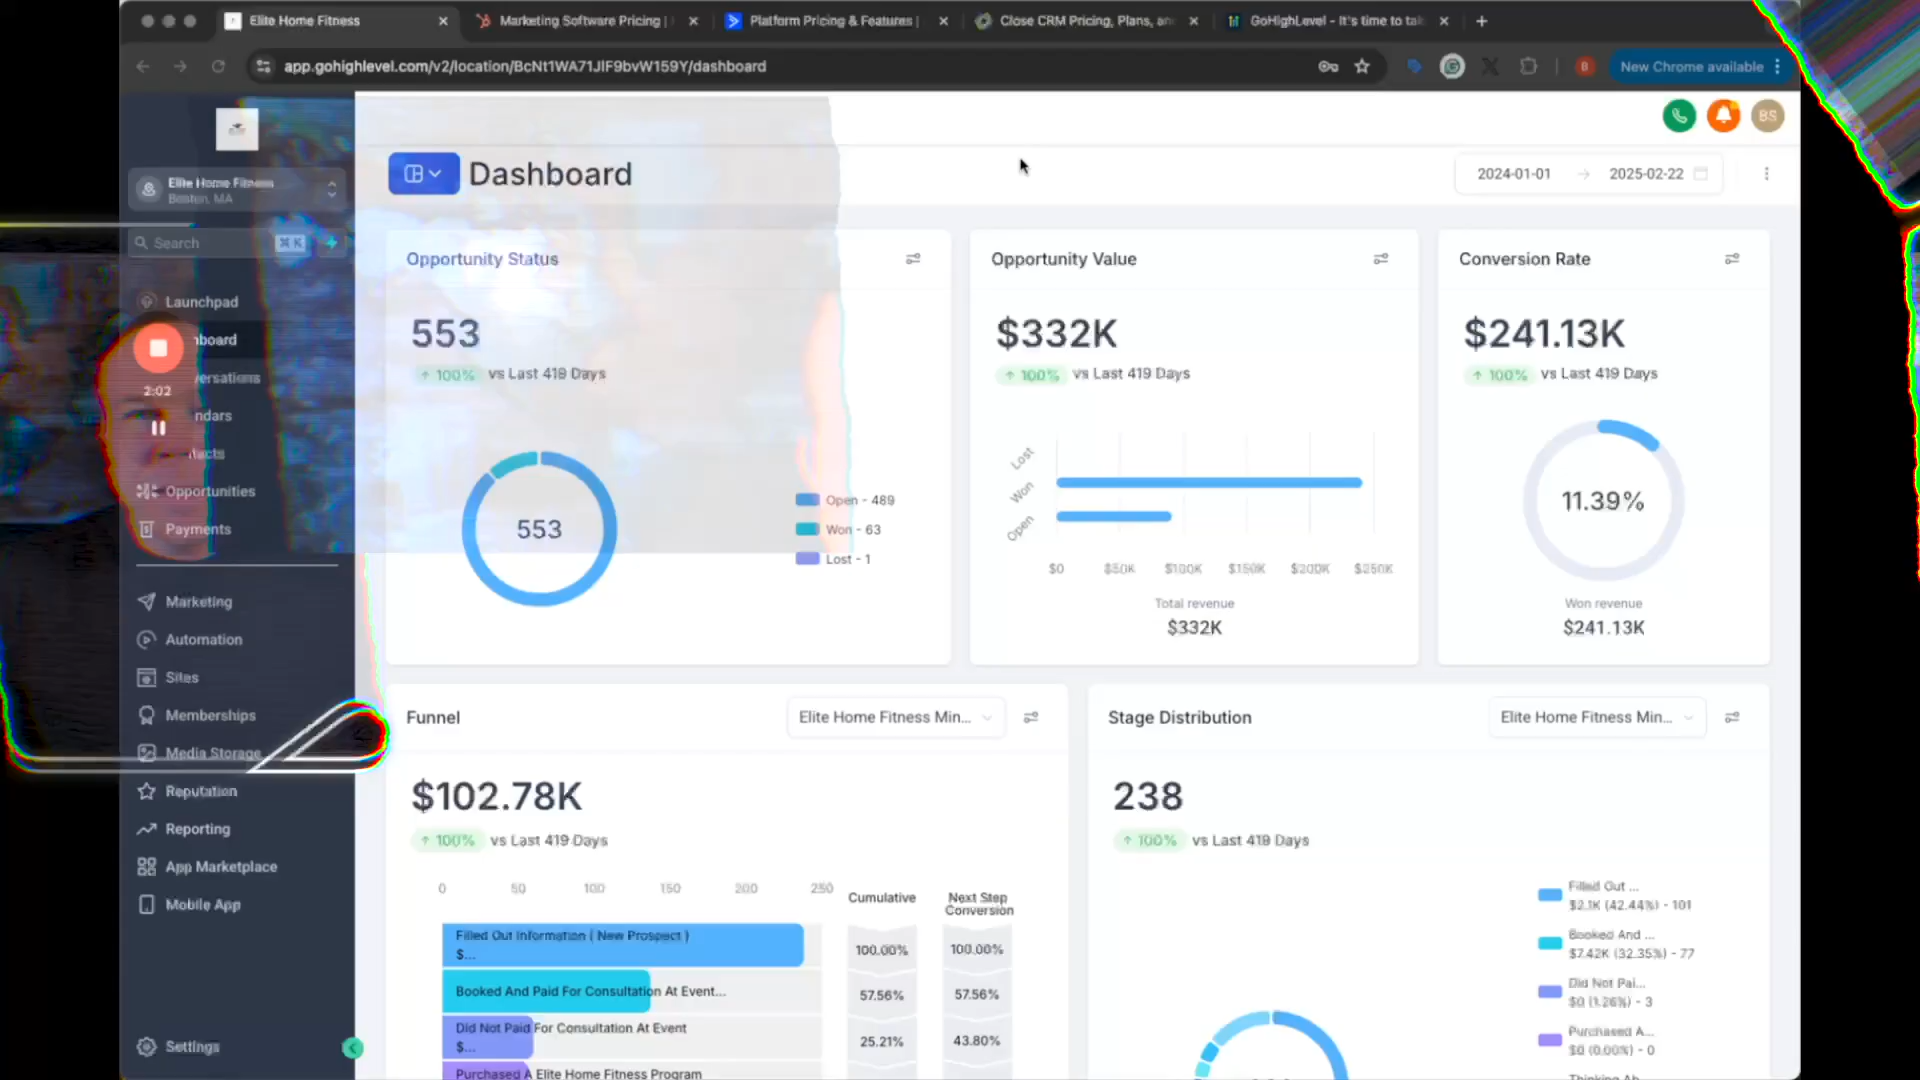 Elite Home Fitness
Marketing Software Pricing |
Platform Pricing & Features |
Close CRM Pricing, Plans, an
GoHighLevel - It's time to tak
app.gohighlevel.com/v2/location/BcNt1WA71JIF9bvW159Y/dashboard
New Chrome available
BS
Elite Home Fitness
Boston, MA
Search
⌘ K
Launchpad
board
2:02
ersations
ndars
tacts
Opportunities
Payments
Marketing
Automation
Sites
Memberships
Media Storage
Reputation
Reporting
App Marketplace
Mobile App
Settings
Dashboard
2024-01-01 → 2025-02-22
Opportunity Status
553
↑ 100% vs Last 419 Days
553
Open - 489
Won - 63
Lost - 1
Opportunity Value
$332K
↑ 100% vs Last 419 Days
Lost
Won
Open
$0 $50K $100K $150K $200K $250K
Total revenue
$332K
Conversion Rate
$241.13K
↑ 100% vs Last 419 Days
11.39%
Won revenue
$241.13K
Funnel
Elite Home Fitness Min...
$102.78K
↑ 100% vs Last 419 Days
0 50 100 150 200 250
Cumulative
Next Step
Conversion
Filled Out Information ( New Prospect )
$...
100.00% 100.00%
Booked And Paid For Consultation At Event...
57.56% 57.56%
Did Not Paid For Consultation At Event
$...
25.21% 43.80%
Purchased A Elite Home Fitness Program
Stage Distribution
Elite Home Fitness Min...
238
↑ 100% vs Last 419 Days
Filled Out ...
$2.1K (42.44%) - 101
Booked And ...
$7.42K (32.35%) - 77
Did Not Pai...
$0 (1.26%) - 3
Purchased A...
$0 (0.00%) - 0